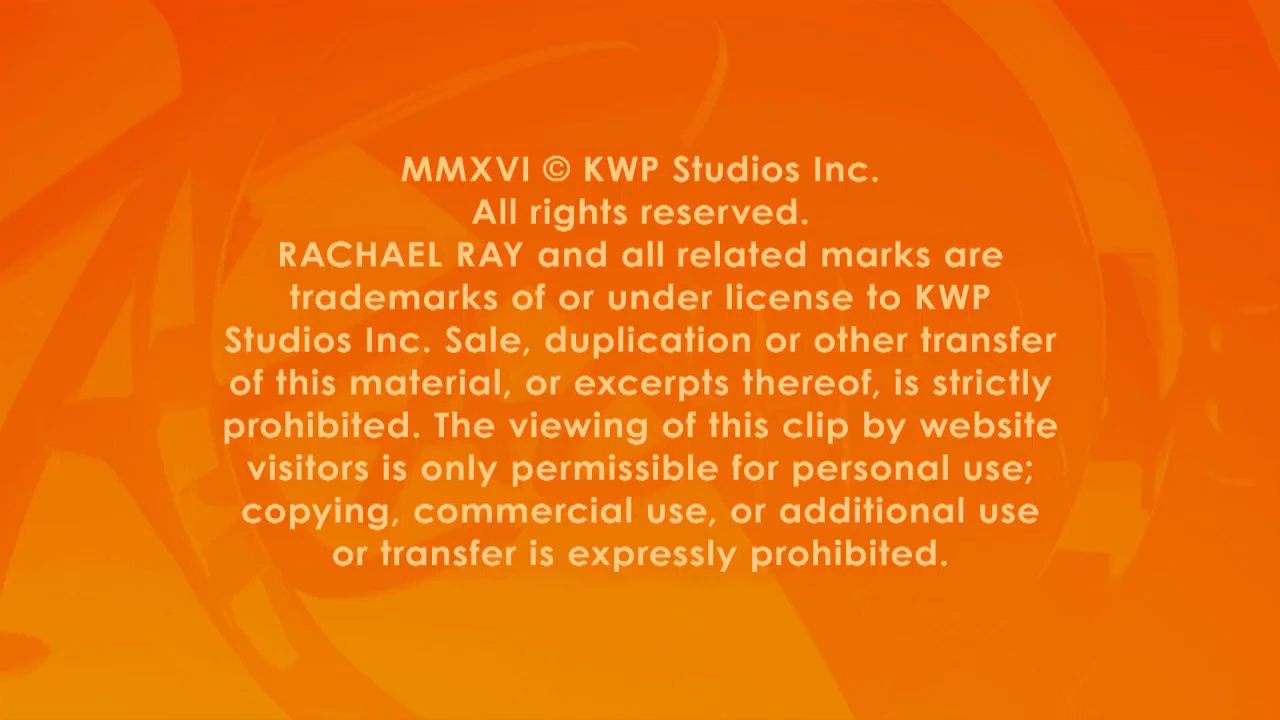 MMXVI © KWP Studios Inc.
All rights reserved.
RACHAEL RAY and all related marks are
trademarks of or under license to KWP
Studios Inc. Sale, duplication or other transfer
of this material, or excerpts thereof, is strictly
prohibited. The viewing of this clip by website
visitors is only permissible for personal use;
copying, commercial use, or additional use
or transfer is expressly prohibited.